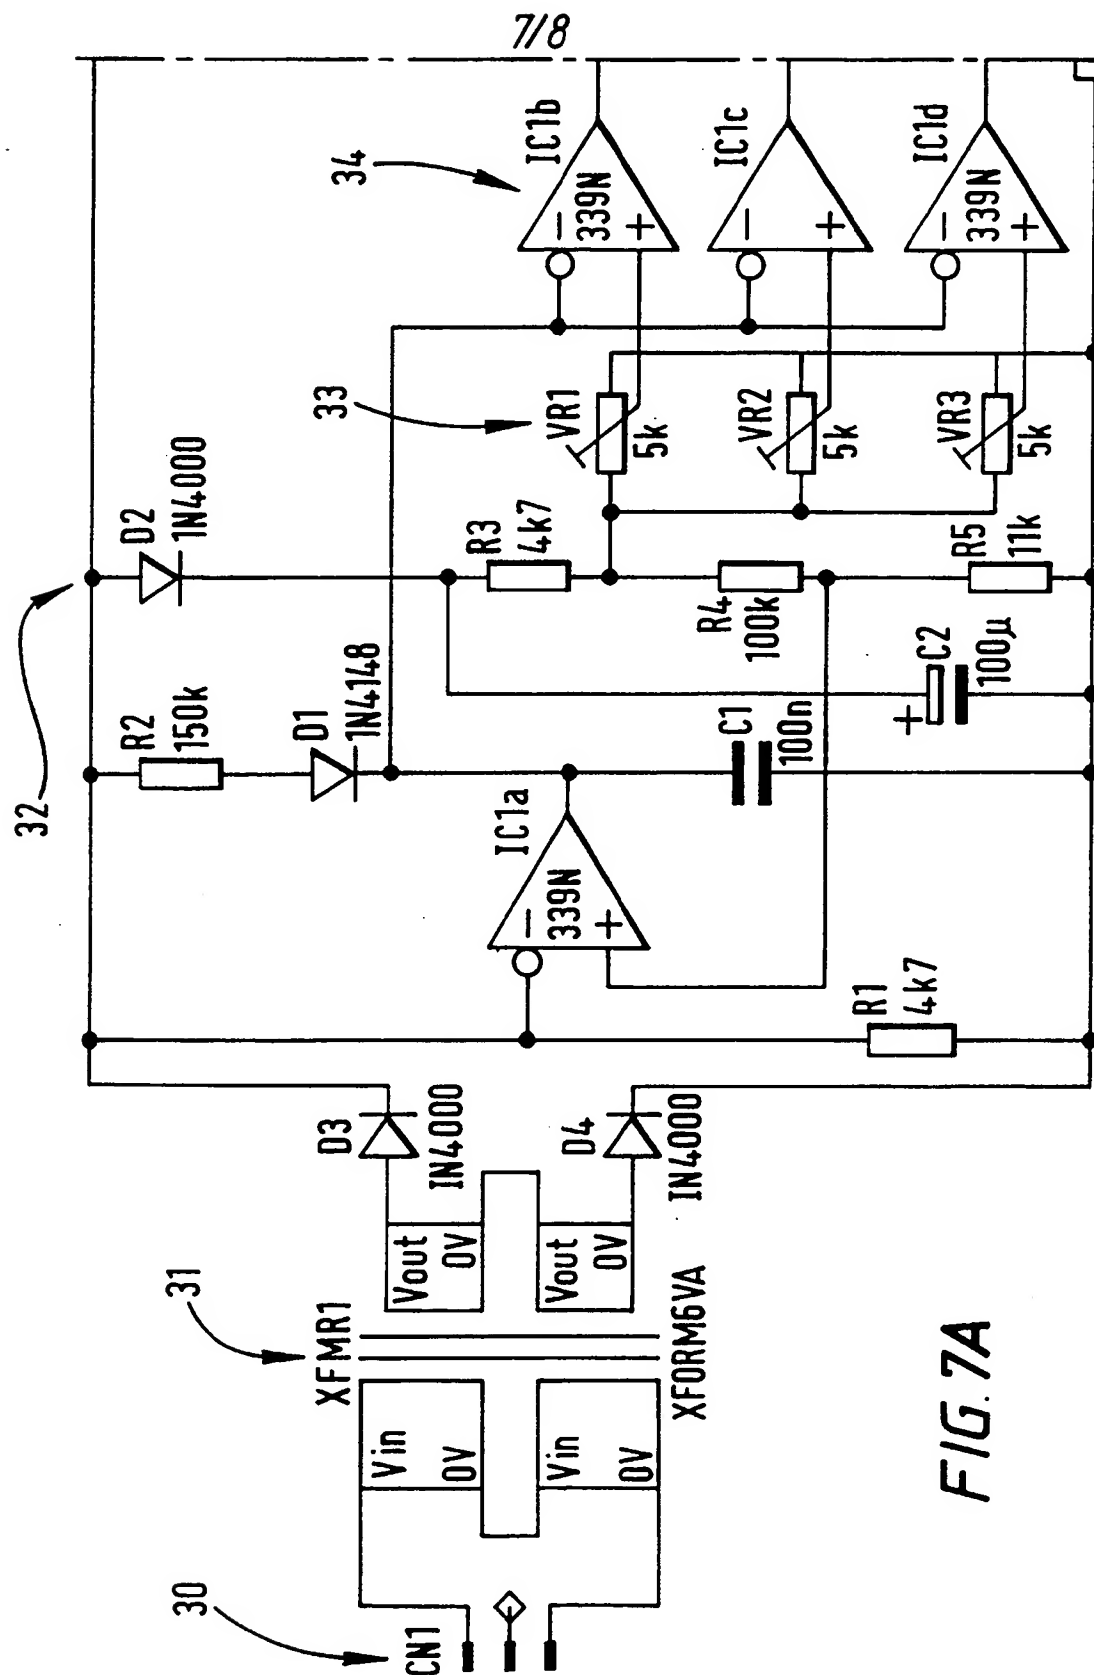 7/8
30
CN1
31
XFMR1
Vin
0V
Vin
0V
Vout
0V
Vout
0V
XFORM6VA
D3
IN4000
D4
IN4000
R1
4k7
32
R2
150k
D1
1N4148
IC1a
339N
−
+
C1
100n
D2
1N4000
R3
4k7
R4
100k
R5
11k
+
C2
100µ
33
VR1
5k
VR2
5k
VR3
5k
34
IC1b
339N
−
+
IC1c
−
+
IC1d
339N
−
+
FIG. 7A